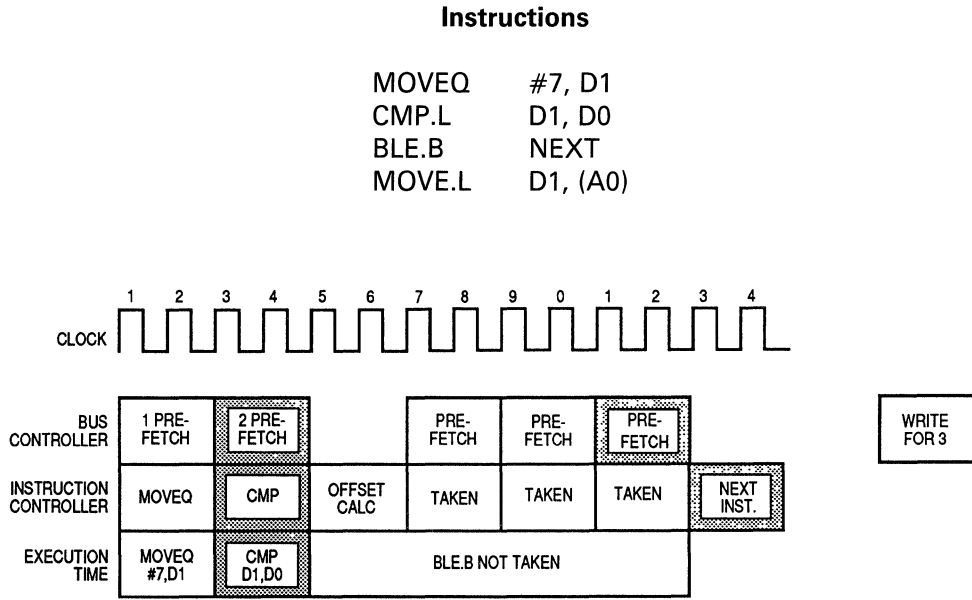 Instructions
MOVEQ #7, D1
CMP.L D1, D0
BLE.B NEXT
MOVE.L D1, (A0)
1 2 3 4 5 6 7 8 9 0 1 2 3 4
CLOCK
BUS
CONTROLLER
1 PRE-
FETCH
2 PRE-
FETCH
PRE-
FETCH
PRE-
FETCH
PRE-
FETCH
WRITE
FOR 3
INSTRUCTION
CONTROLLER
MOVEQ
CMP
OFFSET
CALC
TAKEN
TAKEN
TAKEN
NEXT
INST.
EXECUTION
TIME
MOVEQ
#7,D1
CMP
D1,D0
BLE.B NOT TAKEN